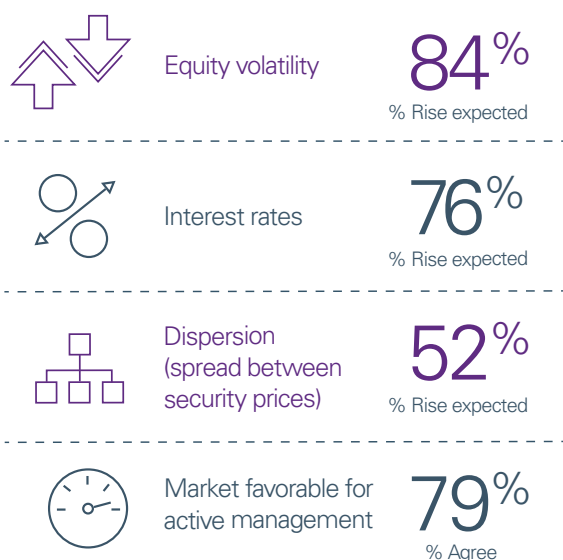 Equity volatility
84%
% Rise expected
Interest rates
76%
% Rise expected
Dispersion
(spread between
security prices)
52%
% Rise expected
Market favorable for
active management
79%
% Agree